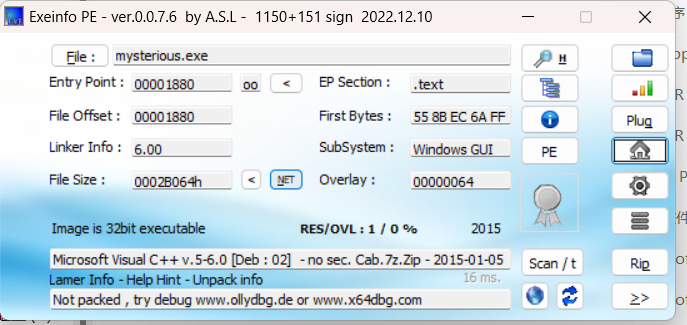 Exeinfo PE - ver.0.0.7.6 by A.S.L - 1150+151 sign 2022.12.10
File : mysterious.exe H
Entry Point : 00001880 oo < EP Section : .text
File Offset : 00001880 First Bytes : 55 8B EC 6A FF Plug
Linker Info : 6.00 SubSystem : Windows GUI PE
File Size : 0002B064h < NET Overlay : 00000064
Image is 32bit executable RES/OVL : 1 / 0 % 2015
Microsoft Visual C++ v.5-6.0 [Deb : 02] - no sec. Cab.7z.Zip - 2015-01-05 Scan / t Rip
Lamer Info - Help Hint - Unpack info 16 ms.
Not packed , try debug www.ollydbg.de or www.x64dbg.com >>